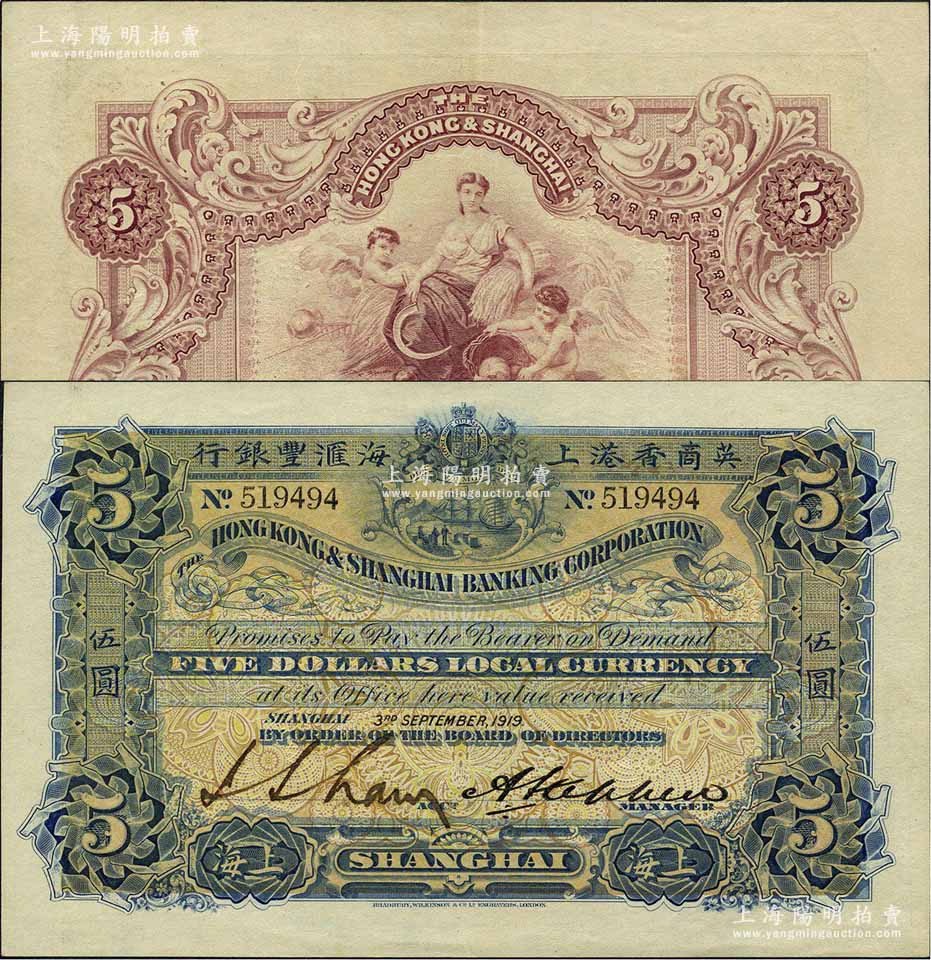 上海陽明拍賣
www.yangmingauction.com
THE
HONG KONG & SHANGHAI
5 5
行銀豐滙海上港香商英
上海陽明拍賣
www.yangmingauction.com
5 5
No 519494 No 519494
THE HONGKONG & SHANGHAI BANKING CORPORATION
Promises to Pay the Bearer on Demand
伍圓 伍圓
FIVE DOLLARS LOCAL CURRENCY
at its Office here value received
SHANGHAI 3RD SEPTEMBER, 1919.
BY ORDER OF THE BOARD OF DIRECTORS
ACCT. MANAGER
5 5
海上 SHANGHAI 海上
BRADBURY, WILKINSON & Co Ld ENGRAVERS, LONDON.
上海陽明拍賣
www.yangmingauction.com